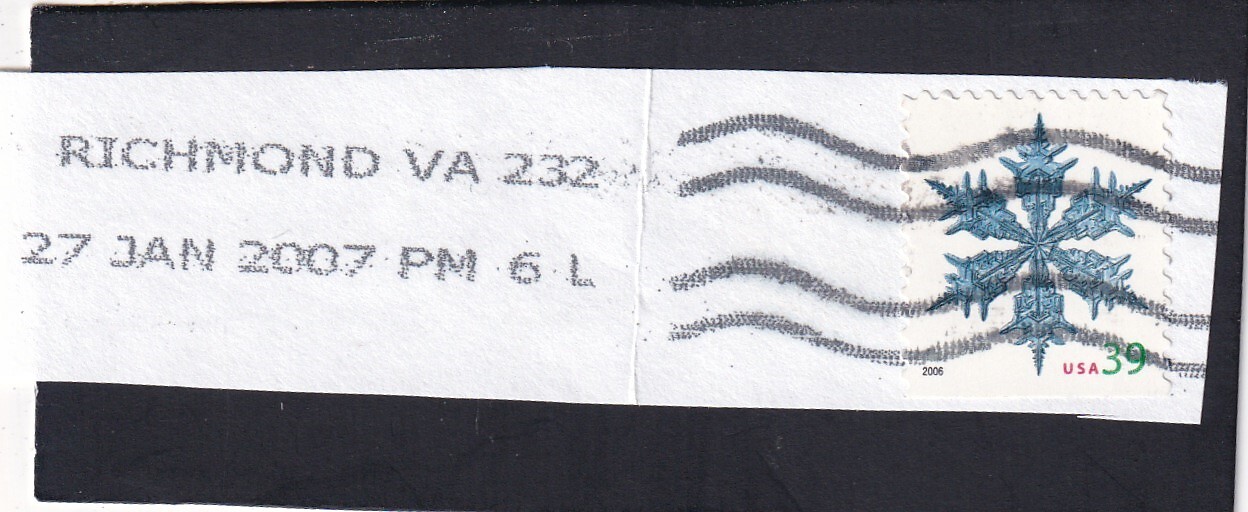 RICHMOND VA 232
27 JAN 2007 PM 6 L
2006 USA39